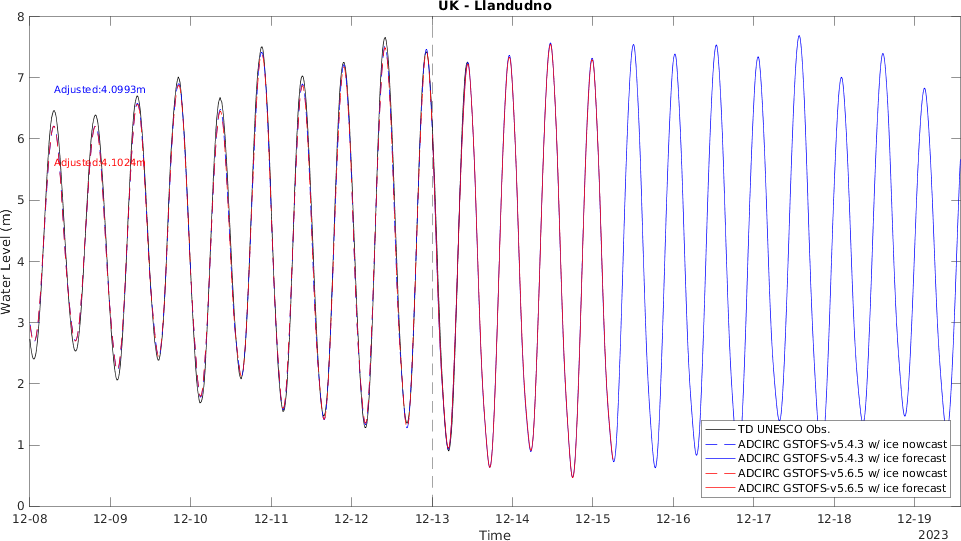 UK - Llandudno
8
7
6
5
4
3
2
1
0
Water Level (m)
Adjusted:4.0993m
Adjusted:4.1024m
TD UNESCO Obs.
ADCIRC GSTOFS-v5.4.3 w/ ice nowcast
ADCIRC GSTOFS-v5.4.3 w/ ice forecast
ADCIRC GSTOFS-v5.6.5 w/ ice nowcast
ADCIRC GSTOFS-v5.6.5 w/ ice forecast
12-08 12-09 12-10 12-11 12-12 12-13 12-14 12-15 12-16 12-17 12-18 12-19
Time
2023